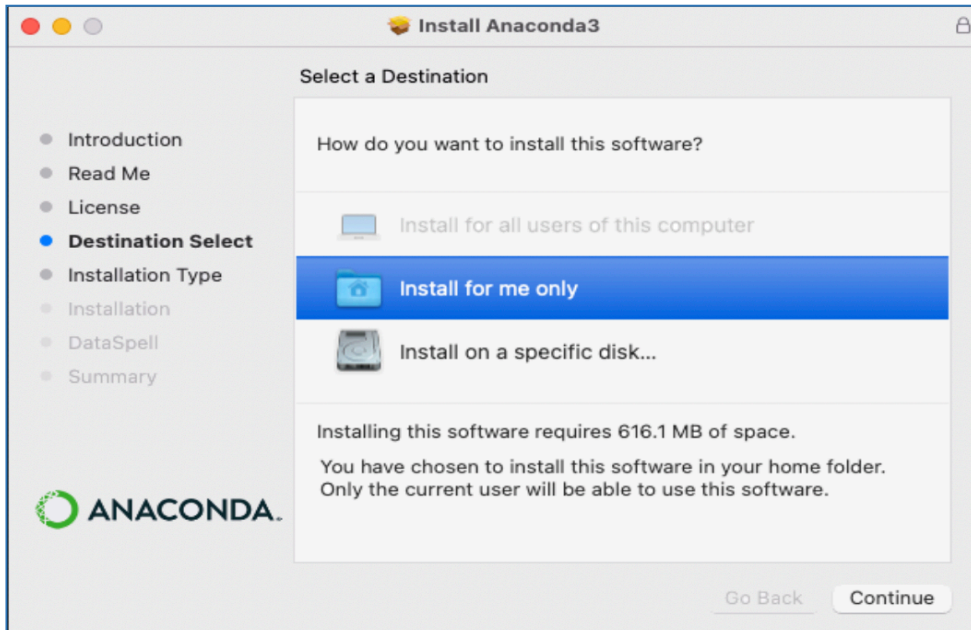 Install Anaconda3
Select a Destination
Introduction
Read Me
License
Destination Select
Installation Type
Installation
DataSpell
Summary
How do you want to install this software?
Install for all users of this computer
Install for me only
Install on a specific disk...
Installing this software requires 616.1 MB of space.
You have chosen to install this software in your home folder.
Only the current user will be able to use this software.
ANACONDA.
Go Back
Continue